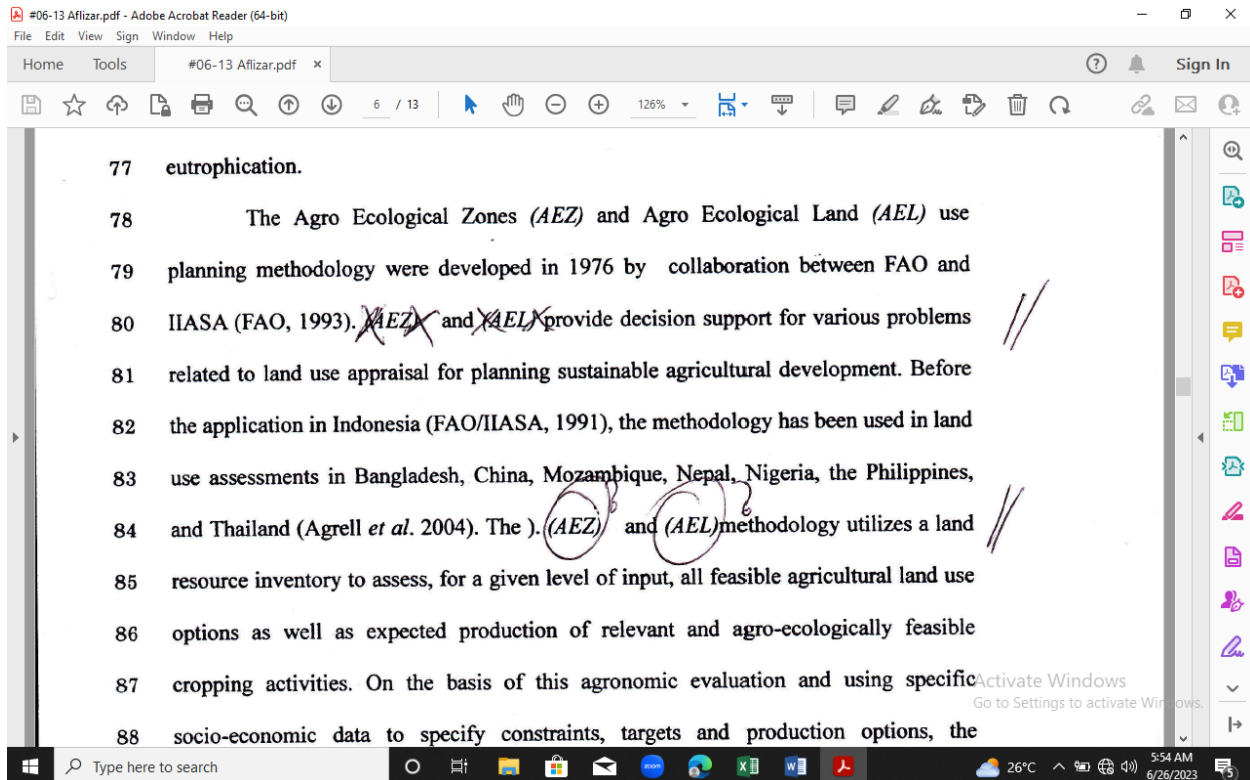 #06-13 Aflizar.pdf - Adobe Acrobat Reader (64-bit)
File Edit View Sign Window Help
Home Tools #06-13 Aflizar.pdf × Sign In
6 / 13 126%
77 eutrophication.
78 The Agro Ecological Zones (AEZ) and Agro Ecological Land (AEL) use
79 planning methodology were developed in 1976 by collaboration between FAO and
80 IIASA (FAO, 1993). (AEZ) and (AEL) provide decision support for various problems
81 related to land use appraisal for planning sustainable agricultural development. Before
82 the application in Indonesia (FAO/IIASA, 1991), the methodology has been used in land
83 use assessments in Bangladesh, China, Mozambique, Nepal, Nigeria, the Philippines,
84 and Thailand (Agrell et al. 2004). The ). (AEZ) and (AEL)methodology utilizes a land
85 resource inventory to assess, for a given level of input, all feasible agricultural land use
86 options as well as expected production of relevant and agro-ecologically feasible
87 cropping activities. On the basis of this agronomic evaluation and using specific
88 socio-economic data to specify constraints, targets and production options, the
Activate Windows
Go to Settings to activate Windows.
Type here to search
zoom
26°C
5:54 AM
6/26/2023
5